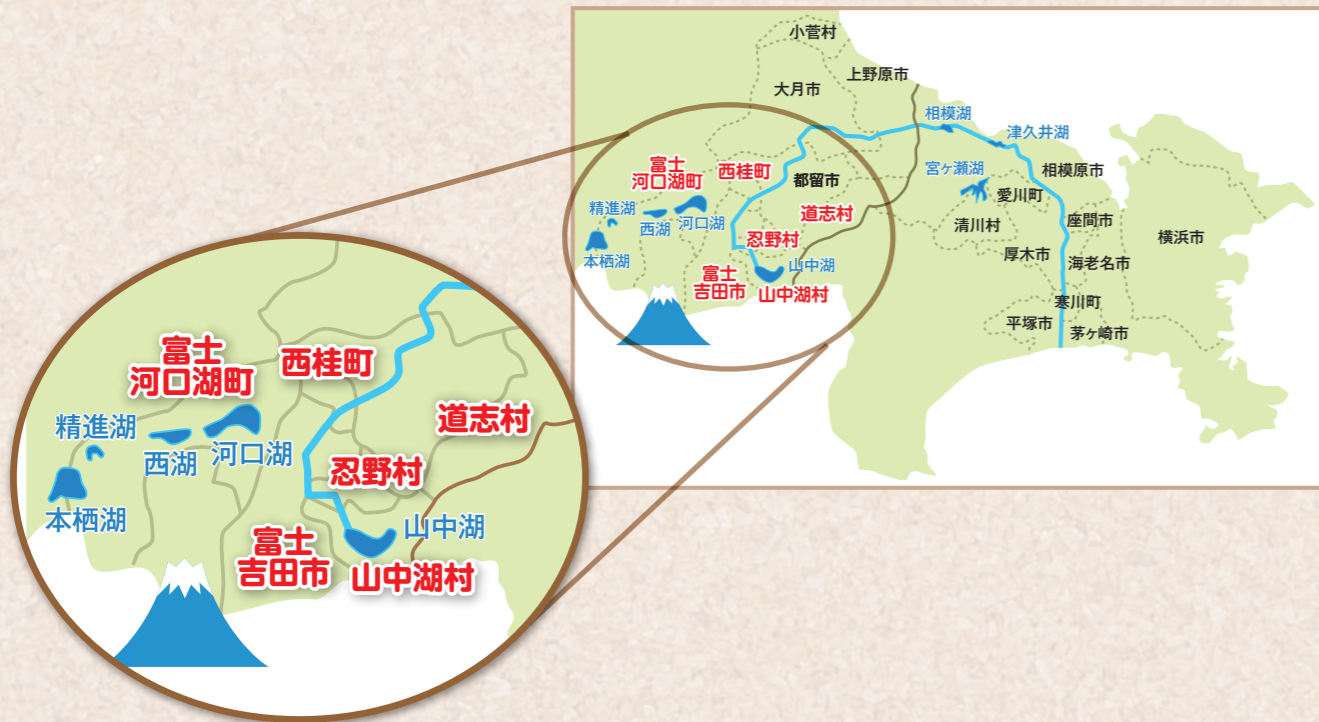 小菅村
上野原市
大月市
相模湖
津久井湖
富士
河口湖町
西桂町
都留市
宮ヶ瀬湖
相模原市
愛川町
精進湖
西湖
河口湖
道志村
清川村
座間市
横浜市
本栖湖
忍野村
山中湖
厚木市
海老名市
富士
吉田市
山中湖村
寒川町
平塚市
茅ヶ崎市
富士
河口湖町
西桂町
精進湖
西湖
河口湖
道志村
本栖湖
忍野村
山中湖
富士
吉田市
山中湖村